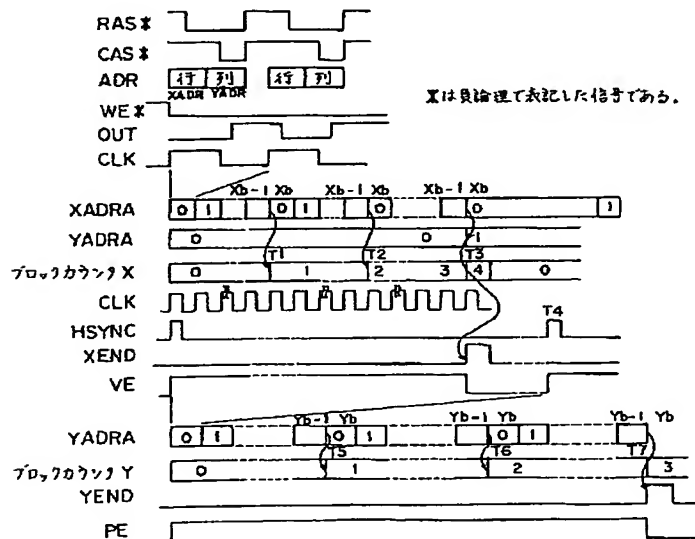 RAS※
CAS※
ADR 行 列 行 列
XADR YADR
WE※
※は負論理で表記した信号である。
OUT
CLK
Xb-1 Xb Xb-1 Xb Xb-1 Xb
XADRA 0 1 0 1 0 0 1
YADRA 0 0 1
T1 T2 T3
ブロックカウンタX 0 1 2 3 4 0
CLK
HSYNC T4
XEND
VE
Yb-1 Yb Yb-1 Yb Yb-1 Yb
YADRA 0 1 0 1 0 1
T5 T6 T7
ブロックカウンタY 0 1 2 3
YEND
PE